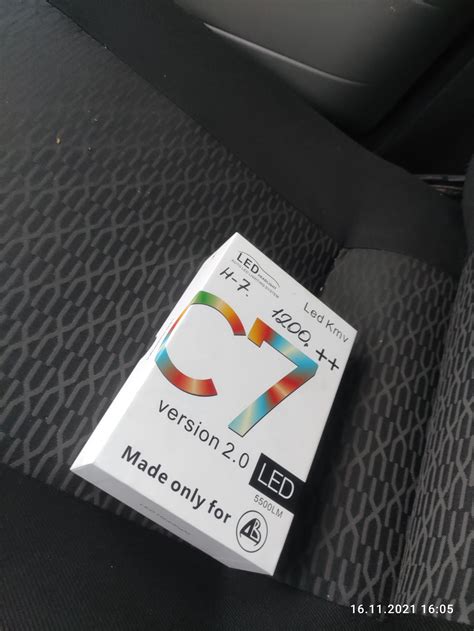 LED HEADLIGHT
H-7.
Led Kmv
1200, ++
C7
version 2.0
LED
5500LM
Made only for
16.11.2021 16:05